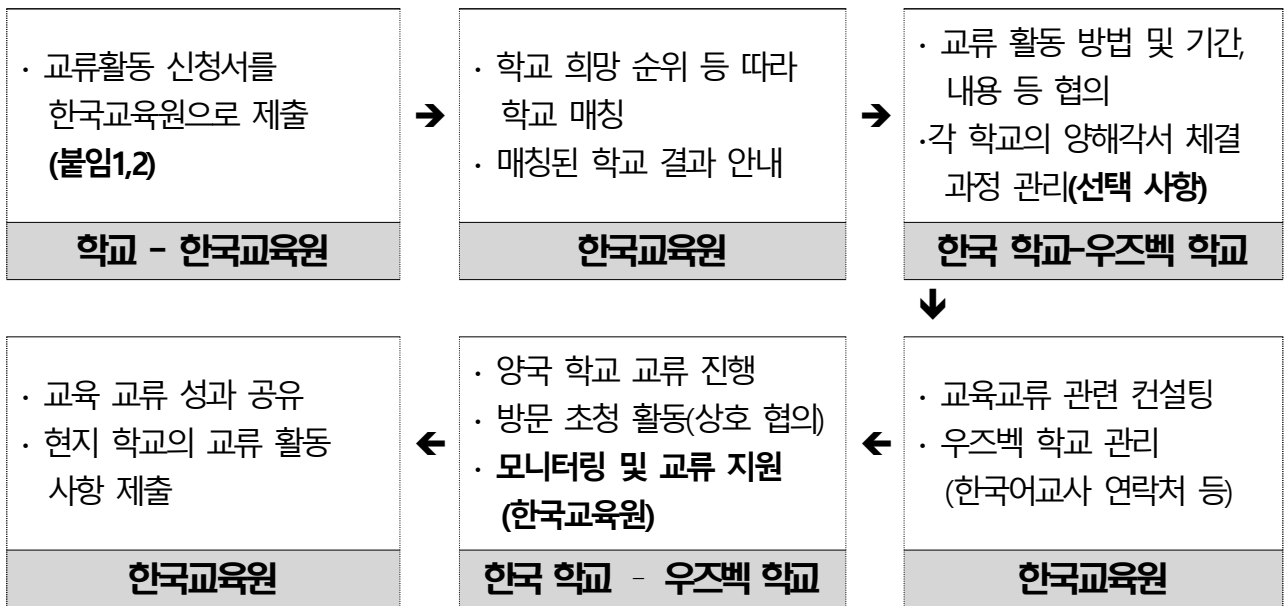 · 교류활동 신청서를
한국교육원으로 제출
(붙임1,2)
학교 - 한국교육원
➔
· 학교 희망 순위 등 따라
학교 매칭
· 매칭된 학교 결과 안내
한국교육원
➔
· 교류 활동 방법 및 기간,
내용 등 협의
·각 학교의 양해각서 체결
과정 관리(선택 사항)
한국 학교-우즈벡 학교
🡻
· 교육교류 관련 컨설팅
· 우즈벡 학교 관리
(한국어교사 연락처 등)
한국교육원
🡸
· 양국 학교 교류 진행
· 방문 초청 활동(상호 협의)
· 모니터링 및 교류 지원
(한국교육원)
한국 학교 - 우즈벡 학교
🡸
· 교육 교류 성과 공유
· 현지 학교의 교류 활동
사항 제출
한국교육원